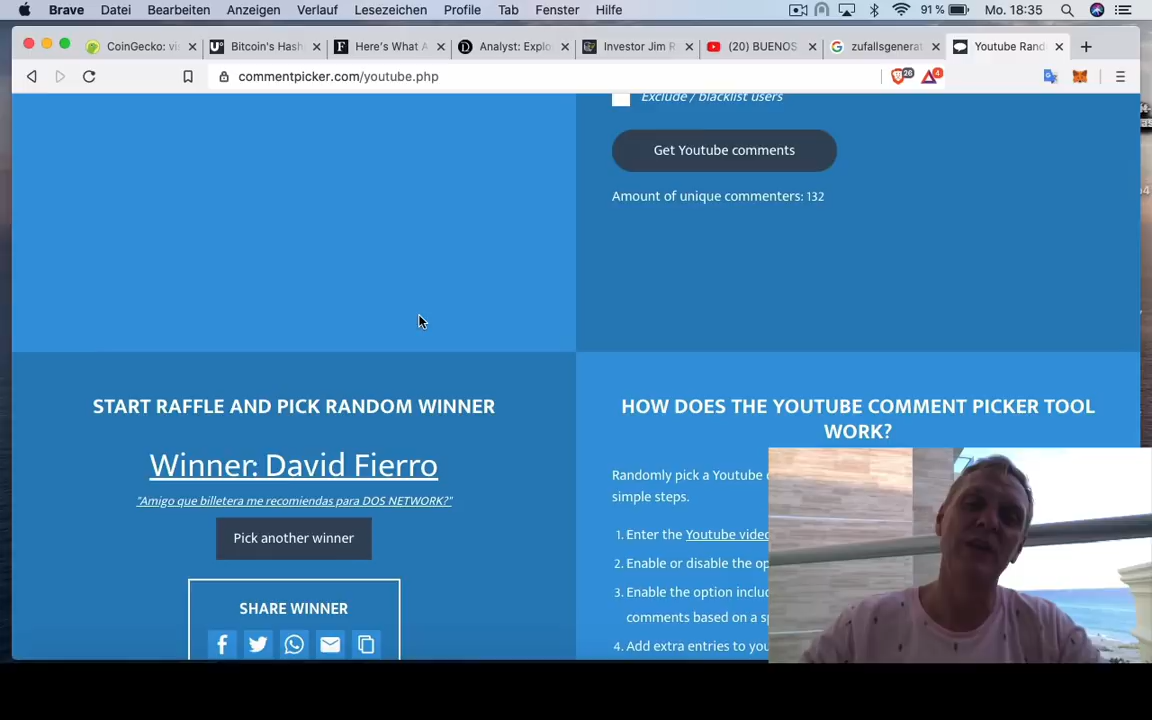 Brave Datei Bearbeiten Anzeigen Verlauf Lesezeichen Profile Tab Fenster Hilfe 91 % Mo. 18:35
CoinGecko: vi Bitcoin's Hash Here's What A Analyst: Explo Investor Jim R (20) BUENOS zufallsgenerat Youtube Rand
commentpicker.com/youtube.php 26 4
Exclude / blacklist users
Get Youtube comments
Amount of unique commenters: 132
START RAFFLE AND PICK RANDOM WINNER
Winner: David Fierro
"Amigo que billetera me recomiendas para DOS NETWORK?"
Pick another winner
SHARE WINNER
HOW DOES THE YOUTUBE COMMENT PICKER TOOL
WORK?
Randomly pick a Youtube
simple steps.
1. Enter the Youtube video
2. Enable or disable the op
3. Enable the option includ
comments based on a sp
4. Add extra entries to you